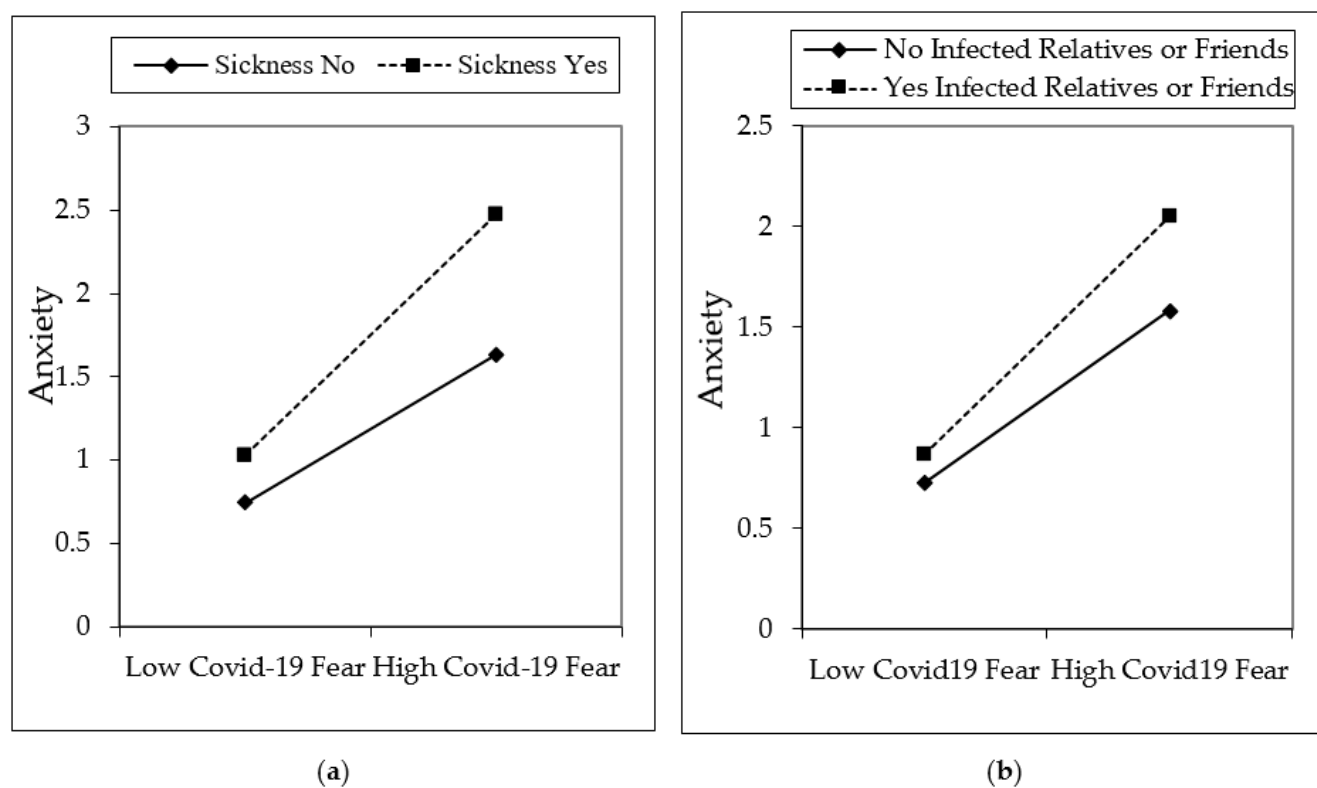 Sickness No Sickness Yes
3
2.5
2
1.5
1
0.5
0
Anxiety
Low Covid-19 Fear High Covid-19 Fear
(a)
No Infected Relatives or Friends
Yes Infected Relatives or Friends
2.5
2
1.5
1
0.5
0
Anxiety
Low Covid19 Fear High Covid19 Fear
(b)